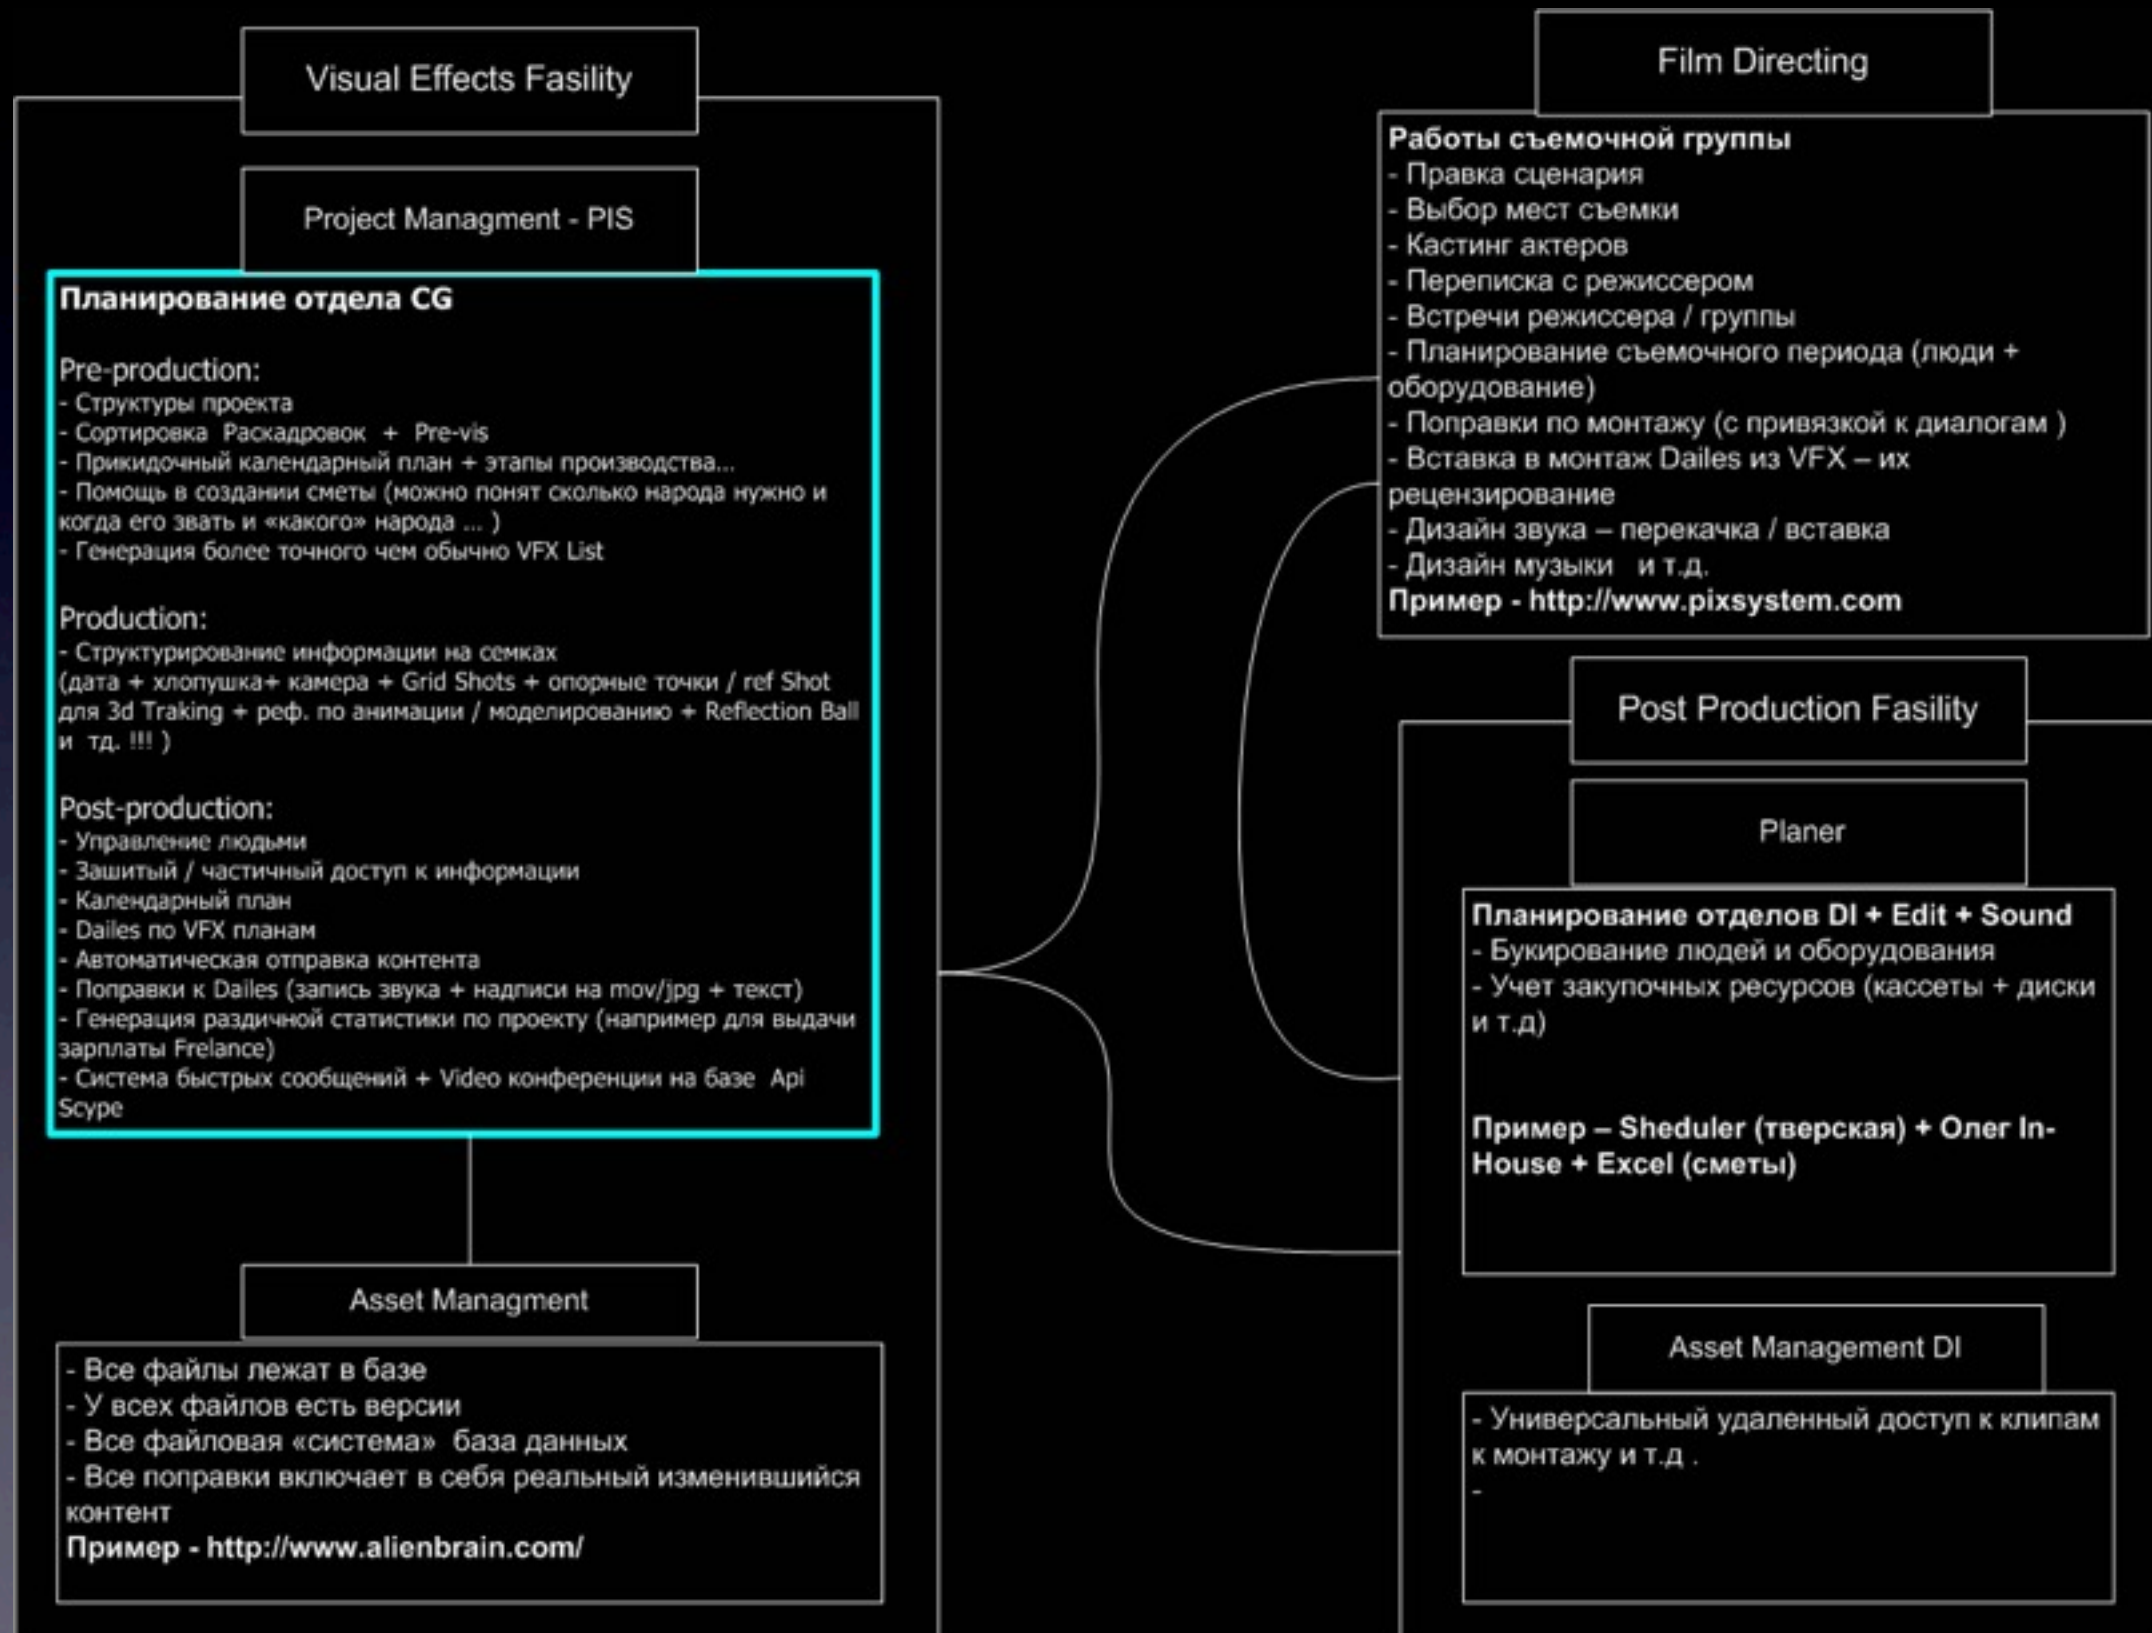 Visual Effects Fasility
Project Managment - PIS
Планирование отдела CG
Pre-production:
- Структуры проекта
- Сортировка Раскадровок + Pre-vis
- Прикидочный календарный план + этапы производства...
- Помощь в создании сметы (можно понят сколько народа нужно и
когда его звать и «какого» народа ... )
- Генерация более точного чем обычно VFX List
Production:
- Структурирование информации на семках
(дата + хлопушка+ камера + Grid Shots + опорные точки / ref Shot
для 3d Traking + реф. по анимации / моделированию + Reflection Ball
и тд. !!! )
Post-production:
- Управление людьми
- Зашитый / частичный доступ к информации
- Календарный план
- Dailes по VFX планам
- Автоматическая отправка контента
- Поправки к Dailes (запись звука + надписи на mov/jpg + текст)
- Генерация раздичной статистики по проекту (например для выдачи
зарплаты Frelance)
- Система быстрых сообщений + Video конференции на базе Api
Scype
Asset Managment
- Все файлы лежат в базе
- У всех файлов есть версии
- Все файловая «система» база данных
- Все поправки включает в себя реальный изменившийся
контент
Пример - http://www.alienbrain.com/
Film Directing
Работы съемочной группы
- Правка сценария
- Выбор мест съемки
- Кастинг актеров
- Переписка с режиссером
- Встречи режиссера / группы
- Планирование съемочного периода (люди +
оборудование)
- Поправки по монтажу (с привязкой к диалогам )
- Вставка в монтаж Dailes из VFX – их
рецензирование
- Дизайн звука – перекачка / вставка
- Дизайн музыки и т.д.
Пример - http://www.pixsystem.com
Post Production Fasility
Planer
Планирование отделов DI + Edit + Sound
- Букирование людей и оборудования
- Учет закупочных ресурсов (кассеты + диски
и т.д)
Пример – Sheduler (тверская) + Олег In-
House + Excel (сметы)
Asset Management DI
- Универсальный удаленный доступ к клипам
к монтажу и т.д .
-